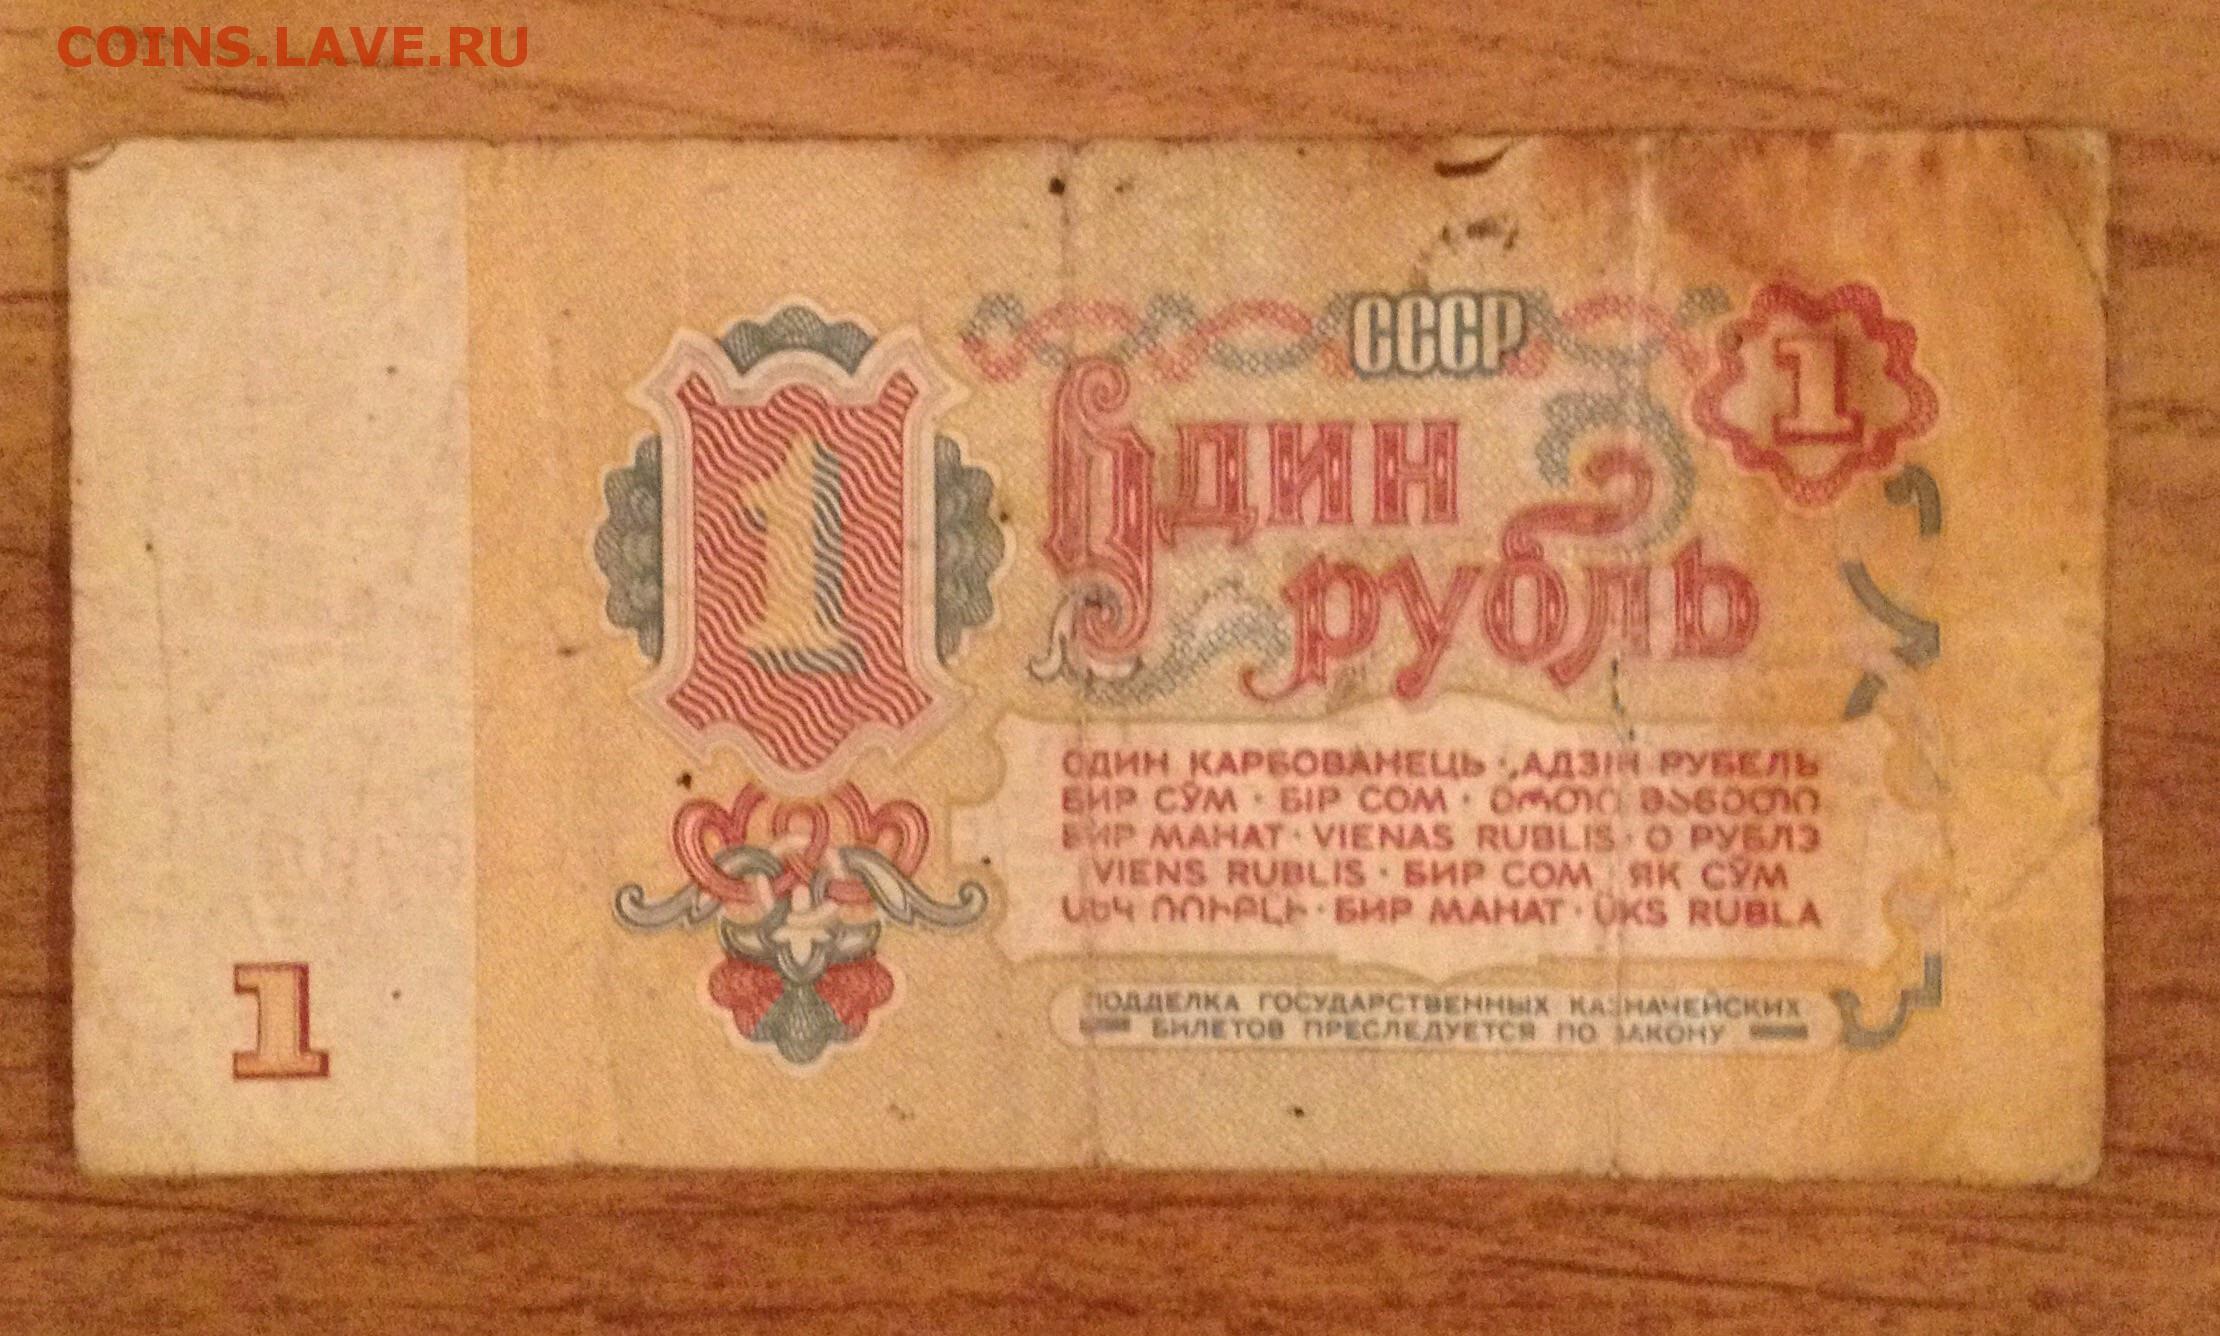 COINS.LAVE.RU
СССР
1
1
Один
рубль
ОДИН КАРБОВАНЕЦЬ · АДЗІН РУБЕЛЬ
БИР СЎМ · БІР СОМ · ᲔᲠᲗᲘ ᲛᲐᲜᲔᲗᲘ
БИР МАНАТ · VIENAS RUBLIS · О РУБЛЭ
VIENS RUBLIS · БИР СОМ · ЯК СӮМ
ՄԵԿ ՌՈՒԲԼԻ · БИР МАНАТ · ÜKS RUBLA
ПОДДЕЛКА ГОСУДАРСТВЕННЫХ КАЗНАЧЕЙСКИХ
БИЛЕТОВ ПРЕСЛЕДУЕТСЯ ПО ЗАКОНУ
1